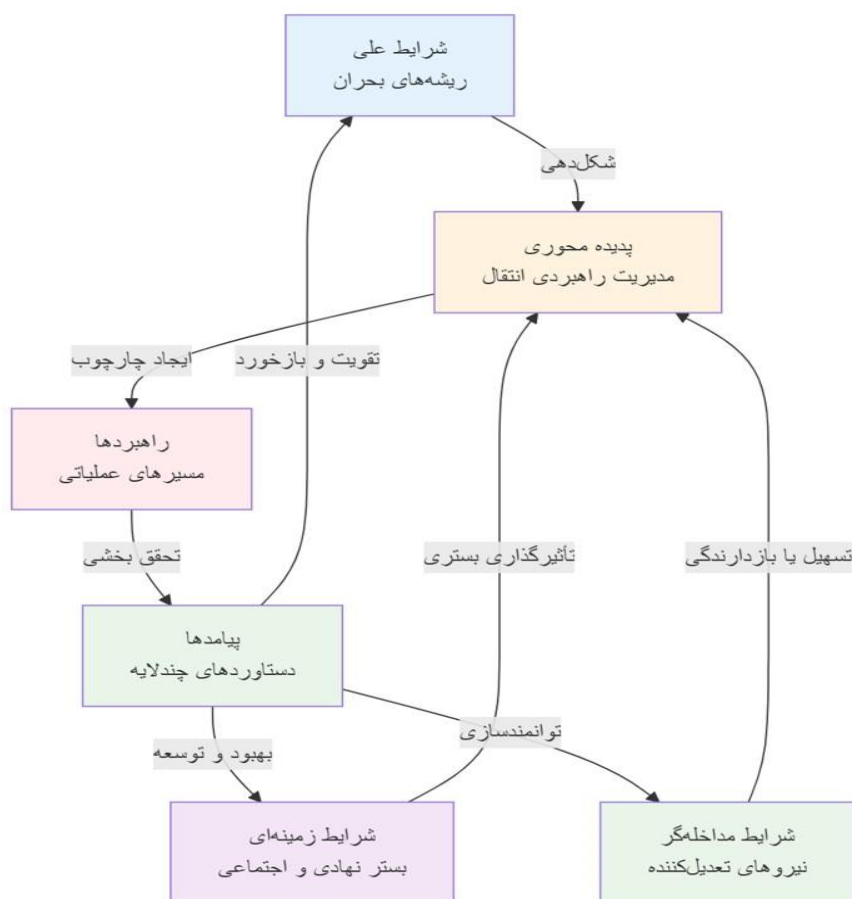 شرایط علی
ریشه‌های بحران
شکل‌دهی
پدیده محوری
مدیریت راهبردی انتقال
ایجاد چارچوب
تقویت و بازخورد
راهبردها
مسیرهای عملیاتی
تحقق بخشی
تأثیرگذاری بستری
تسهیل یا بازدارندگی
پیامدها
دستاوردهای چندلایه
توانمندسازی
بهبود و توسعه
شرایط زمینه‌ای
بستر نهادی و اجتماعی
شرایط مداخله‌گر
نیروهای تعدیل‌کننده